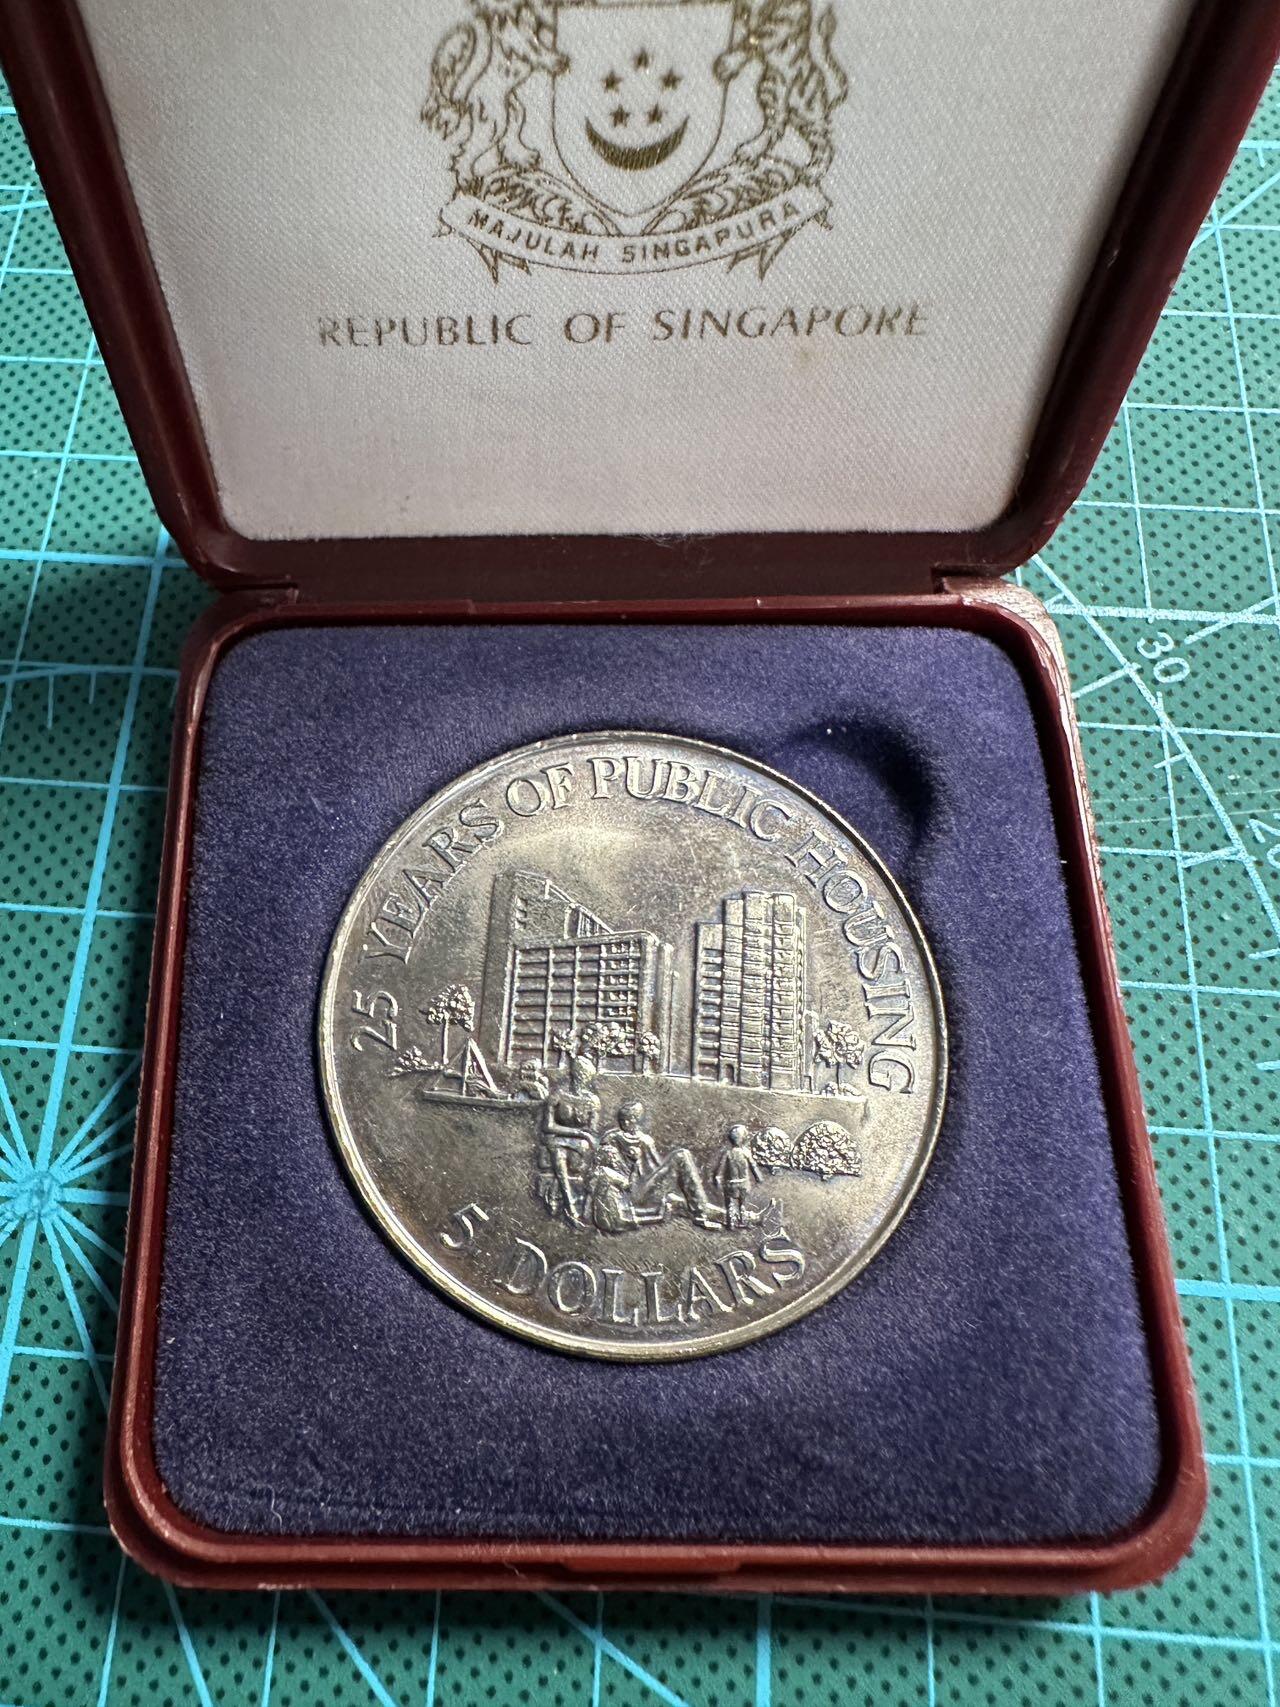 MAJULAH SINGAPURA
REPUBLIC OF SINGAPORE
25 YEARS OF PUBLIC HOUSING
5 DOLLARS
30